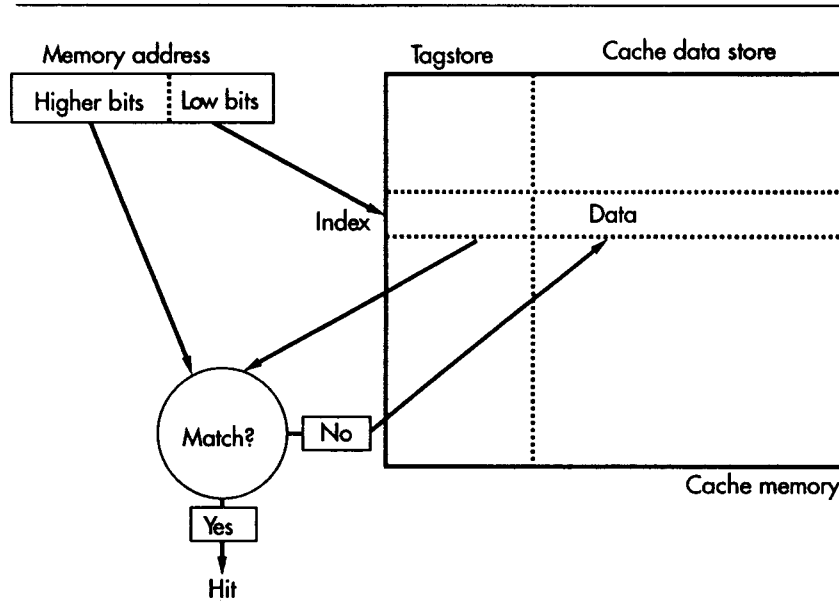 Memory address
Higher bits
Low bits
Tagstore
Cache data store
Index
Data
Match?
No
Yes
Hit
Cache memory